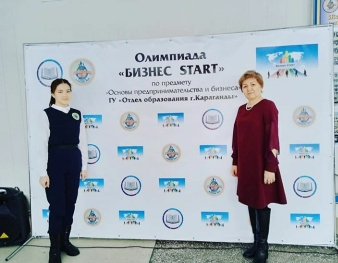 Олимпиада
«БИЗНЕС START»
по предмету
«Основы предпринимательства и бизнеса»
ГУ «Отдел образования г.Караганды»